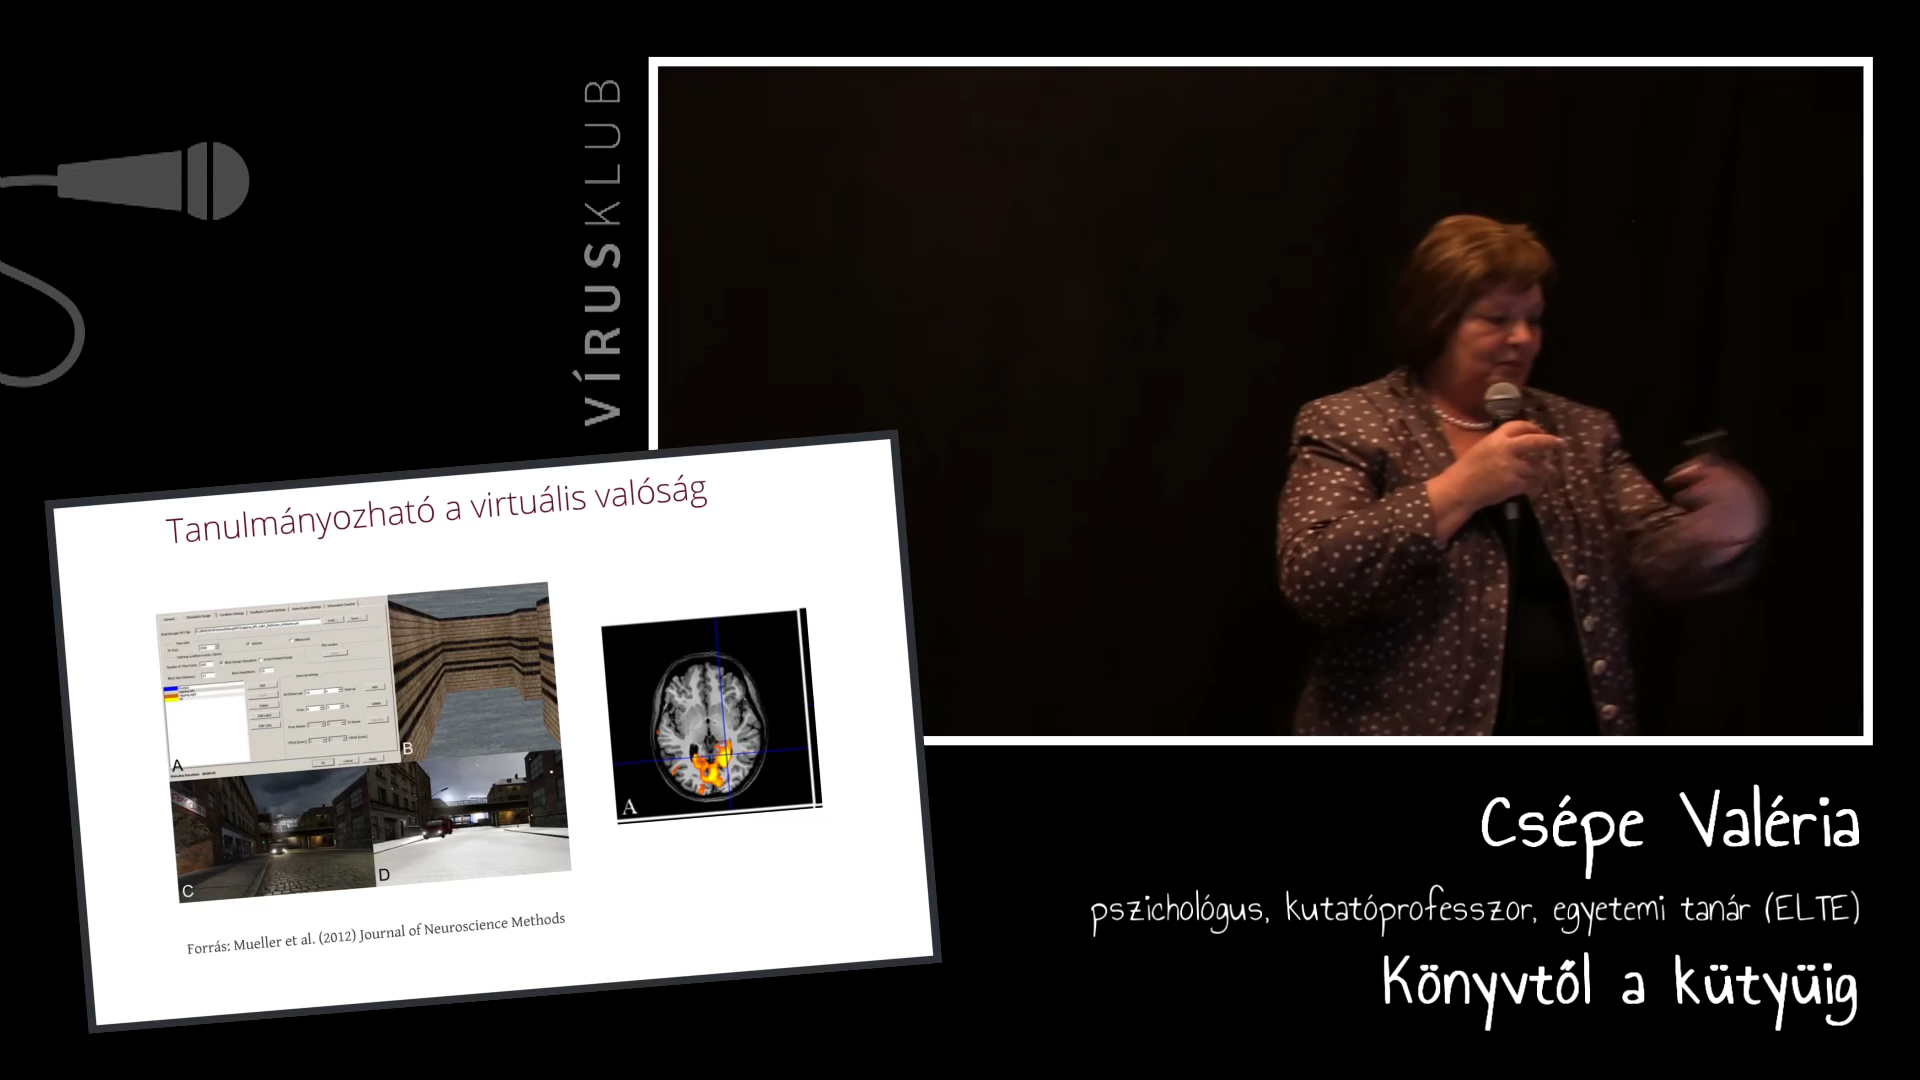 VÍRUSKLUB
Tanulmányozható a virtuális valóság
A
B
C
D
A
Forrás: Mueller et al. (2012) Journal of Neuroscience Methods
Csépe Valéria
pszichológus, kutatóprofesszor, egyetemi tanár (ELTE)
Könyvtől a kütyüig